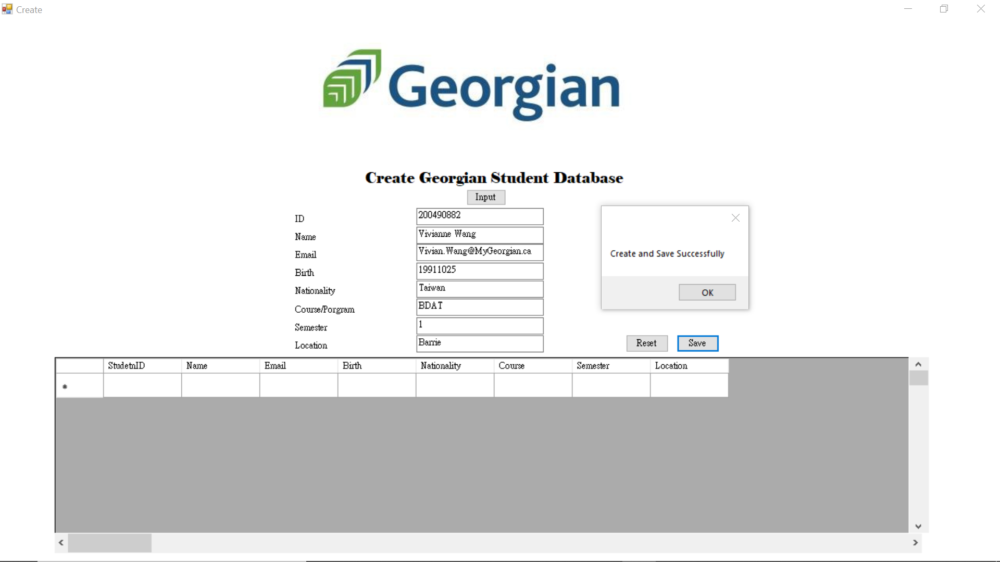 Create
Georgian
Create Georgian Student Database
Input
ID 200490882
Name Vivianne Wang
Email Vivian.Wang@MyGeorgian.ca
Birth 19911025
Nationality Taiwan
Course/Porgram BDAT
Semester 1
Location Barrie
Create and Save Successfully
OK
Reset Save
StudetnID Name Email Birth Nationality Course Semester Location